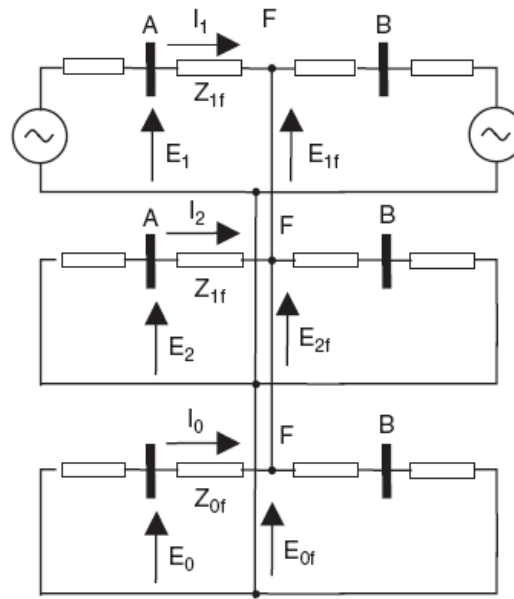 A I₁ F B
Z₁f
E₁ E₁f
A I₂ F B
Z₁f
E₂ E₂f
I₀ F B
A
Z₀f
E₀ E₀f